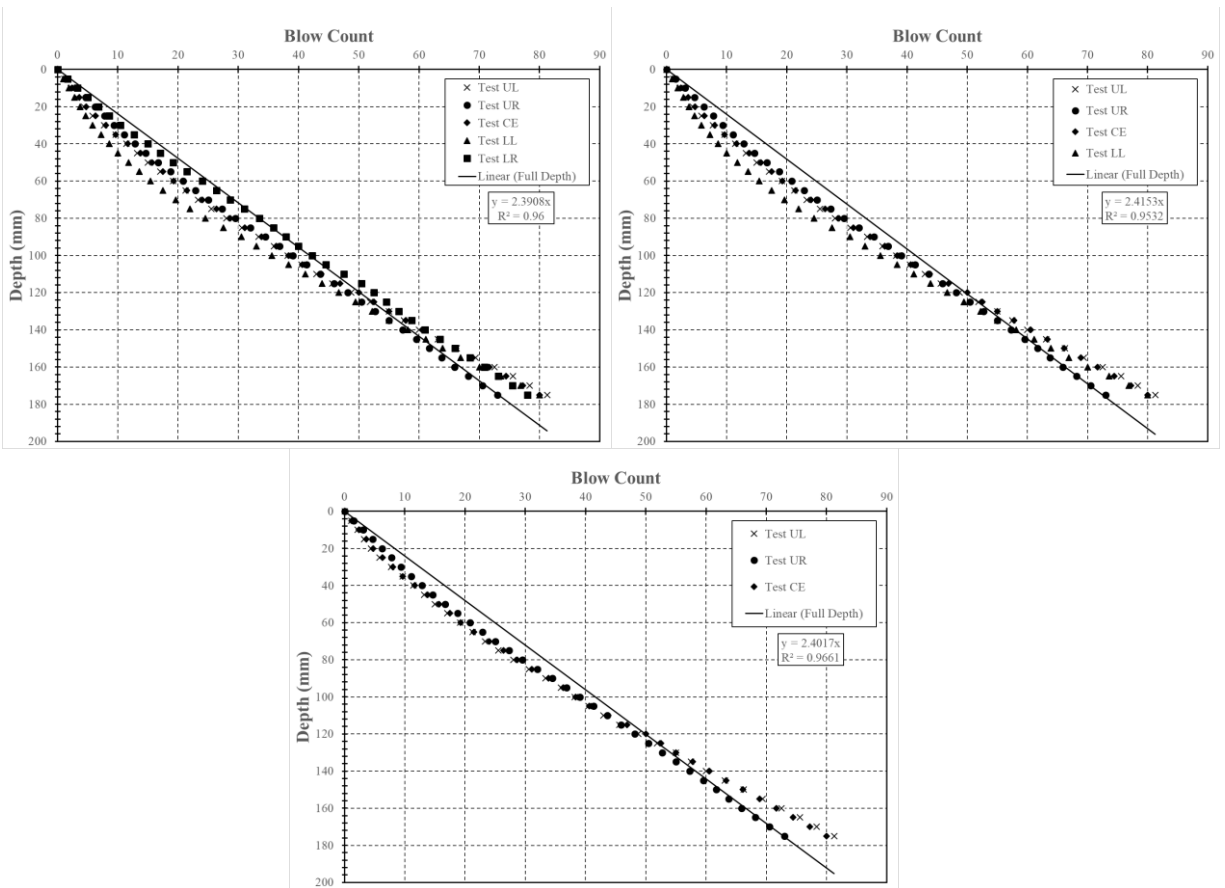 Blow Count
0 10 20 30 40 50 60 70 80 90
0
20
40
60
80
100
120
140
160
180
200
Depth (mm)
Test UL
Test UR
Test CE
Test LL
Test LR
Linear (Full Depth)
y = 2.3908x
R² = 0.96
Blow Count
0 10 20 30 40 50 60 70 80 90
0
20
40
60
80
100
120
140
160
180
200
Depth (mm)
Test UL
Test UR
Test CE
Test LL
Linear (Full Depth)
y = 2.4153x
R² = 0.9532
Blow Count
0 10 20 30 40 50 60 70 80 90
0
20
40
60
80
100
120
140
160
180
200
Depth (mm)
Test UL
Test UR
Test CE
Linear (Full Depth)
y = 2.4017x
R² = 0.9661